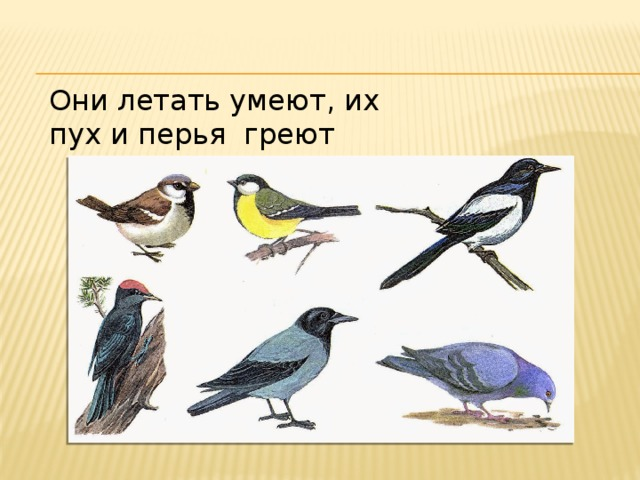 Они летать умеют, их
пух и перья  греют